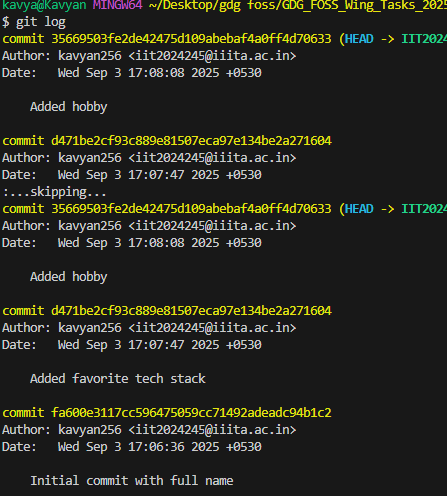 kavya@Kavyan MINGW64 ~/Desktop/gdg foss/GDG_FOSS_Wing_Tasks_2025
$ git log
commit 35669503fe2de42475d109abebaf4a0ff4d70633 (HEAD -> IIT2024
Author: kavyan256 <iit2024245@iiita.ac.in>
Date:   Wed Sep 3 17:08:08 2025 +0530

    Added hobby

commit d471be2cf93c889e81507eca97e134be2a271604
Author: kavyan256 <iit2024245@iiita.ac.in>
Date:   Wed Sep 3 17:07:47 2025 +0530
:...skipping...
commit 35669503fe2de42475d109abebaf4a0ff4d70633 (HEAD -> IIT2024
Author: kavyan256 <iit2024245@iiita.ac.in>
Date:   Wed Sep 3 17:08:08 2025 +0530

    Added hobby

commit d471be2cf93c889e81507eca97e134be2a271604
Author: kavyan256 <iit2024245@iiita.ac.in>
Date:   Wed Sep 3 17:07:47 2025 +0530

    Added favorite tech stack

commit fa600e3117cc596475059cc71492adeadc94b1c2
Author: kavyan256 <iit2024245@iiita.ac.in>
Date:   Wed Sep 3 17:06:36 2025 +0530

    Initial commit with full name